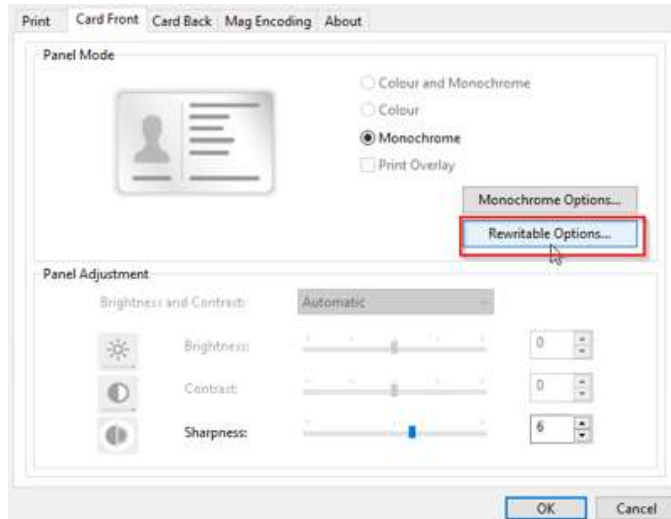 Print Card Front Card Back Mag Encoding About
Panel Mode
Colour and Monochrome
Colour
Monochrome
Print Overlay
Monochrome Options...
Rewritable Options...
Panel Adjustment
Brightness and Contrast: Automatic
Brightness: 0
Contrast: 0
Sharpness: 6
OK Cancel